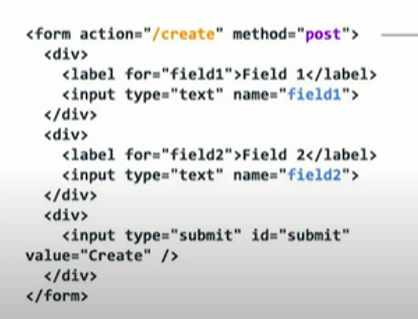 <form action="/create" method="post">
<div>
<label for="field1">Field 1</label>
<input type="text" name="field1">
</div>
<div>
<label for="field2">Field 2</label>
<input type="text" name="field2">
</div>
<div>
<input type="submit" id="submit"
value="Create" />
</div>
</form>